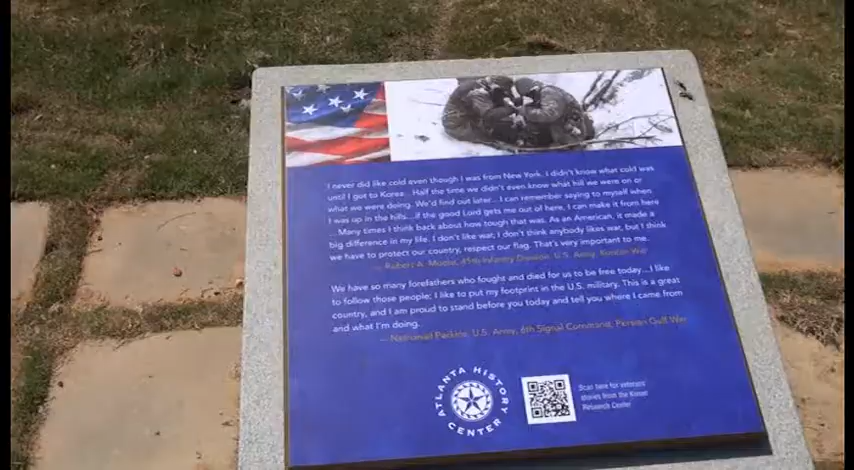 I never did like cold even though I was from New York. I didn't know what cold was
until I got to Korea... Half the time we didn't even know what hill we were on or
what we were doing. We'd find out later... I can remember saying to myself when
I was up in the hills...if the good Lord gets me out of here, I can make it from here
...Many times I think back about how tough that was. As an American, it made a
big difference in my life. I don't like war, I don't think anybody likes war, but I think
we have to protect our country, respect our flag. That's very important to me.
— Robert A. 45th Infantry Division, U.S. Army, Korean War
We have so many forefathers who fought and died for us to be free today...I like
to follow those people; I like to put my footprint in the U.S. military. This is a great
country, and I am proud to stand before you today and tell you where I came from
and what I'm doing.
— U.S. Army, 6th Signal Command, Persian Gulf War
ATLANTA HISTORY CENTER
Scan here for veterans
stories from the Kenan
Research Center